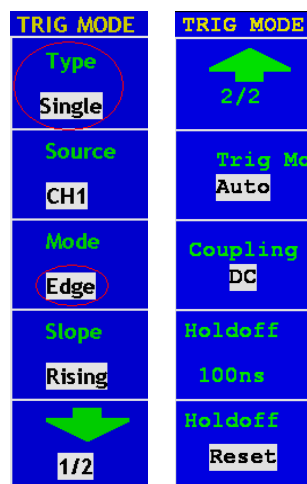 TRIG MODE
Type
Single
Source
CH1
Mode
Edge
Slope
Rising
1/2
TRIG MODE
2/2
Trig Mo
Auto
Coupling
DC
Holdoff
100ns
Holdoff
Reset